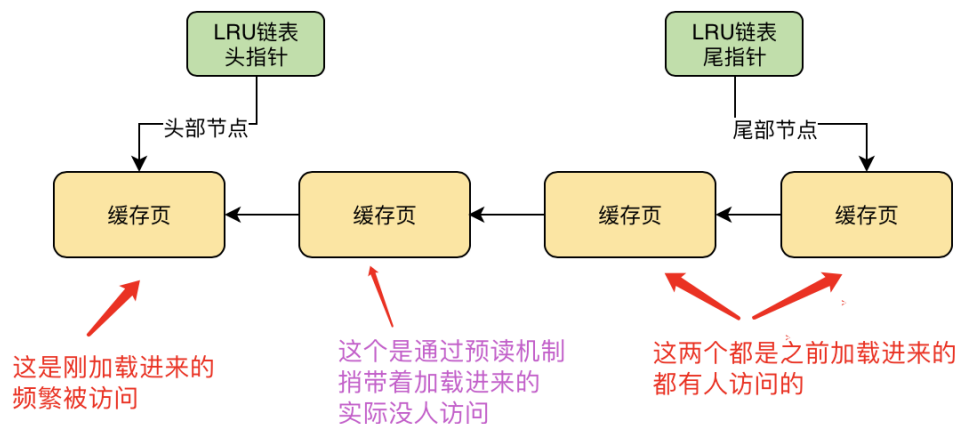 LRU链表
头指针
LRU链表
尾指针
头部节点
尾部节点
缓存页
缓存页
缓存页
缓存页
这是刚加载进来的
频繁被访问
这个是通过预读机制
捎带着加载进来的
实际没人访问
这两个都是之前加载进来的
都有人访问的